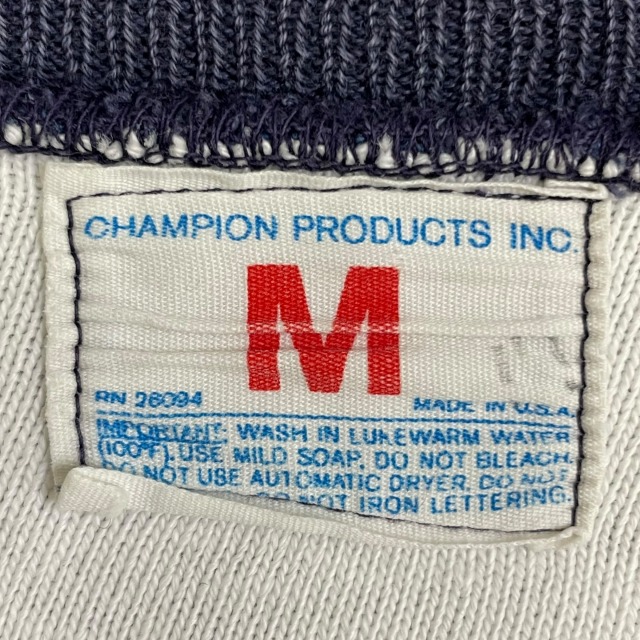 CHAMPION PRODUCTS INC.
M
RN 26094
MADE IN U.S.A.
IMPORTANT: WASH IN LUKEWARM WATER
(100°F). USE MILD SOAP. DO NOT BLEACH.
DO NOT USE AUTOMATIC DRYER. DO NOT
NOT IRON LETTERING.